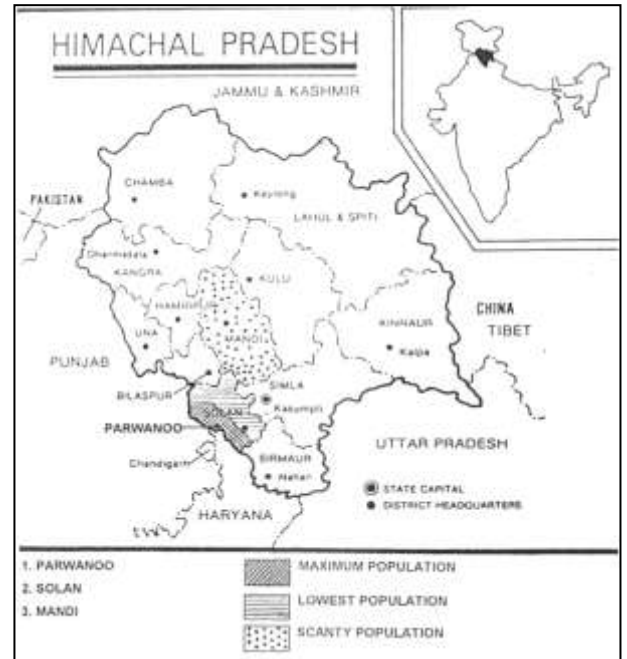 HIMACHAL PRADESH
JAMMU & KASHMIR
CHAMBA
Keylong
PAKISTAN
LAHUL & SPITI
Dharmsala
KANGRA
KULU
HAMIRPUR
CHINA
KINNAUR
TIBET
UNA
MANDI
Kalpa
PUNJAB
BILASPUR
SIMLA
SOLAN
Kasumpti
PARWANOO
UTTAR PRADESH
Chandigarh
SIRMAUR
Nahan
STATE CAPITAL
DISTRICT HEADQUARTERS
HARYANA
1. PARWANOO
MAXIMUM POPULATION
2. SOLAN
LOWEST POPULATION
3. MANDI
SCANTY POPULATION